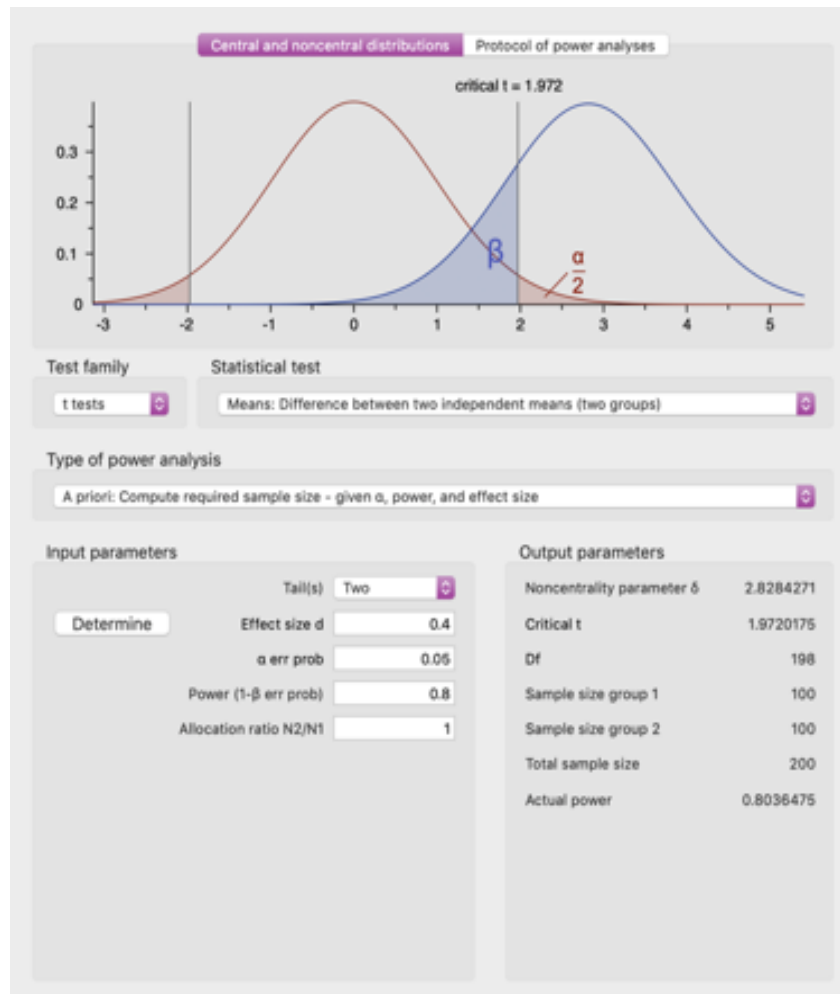 Central and noncentral distributions Protocol of power analyses
critical t = 1.972
0.3
0.2
0.1
0
β
α
2
-3 -2 -1 0 1 2 3 4 5
Test family Statistical test
t tests Means: Difference between two independent means (two groups)
Type of power analysis
A priori: Compute required sample size - given α, power, and effect size
Input parameters Output parameters
Tail(s) Two Noncentrality parameter δ 2.8284271
Determine Effect size d 0.4 Critical t 1.9720175
α err prob 0.05 Df 198
Power (1-β err prob) 0.8 Sample size group 1 100
Allocation ratio N2/N1 1 Sample size group 2 100
Total sample size 200
Actual power 0.8036475